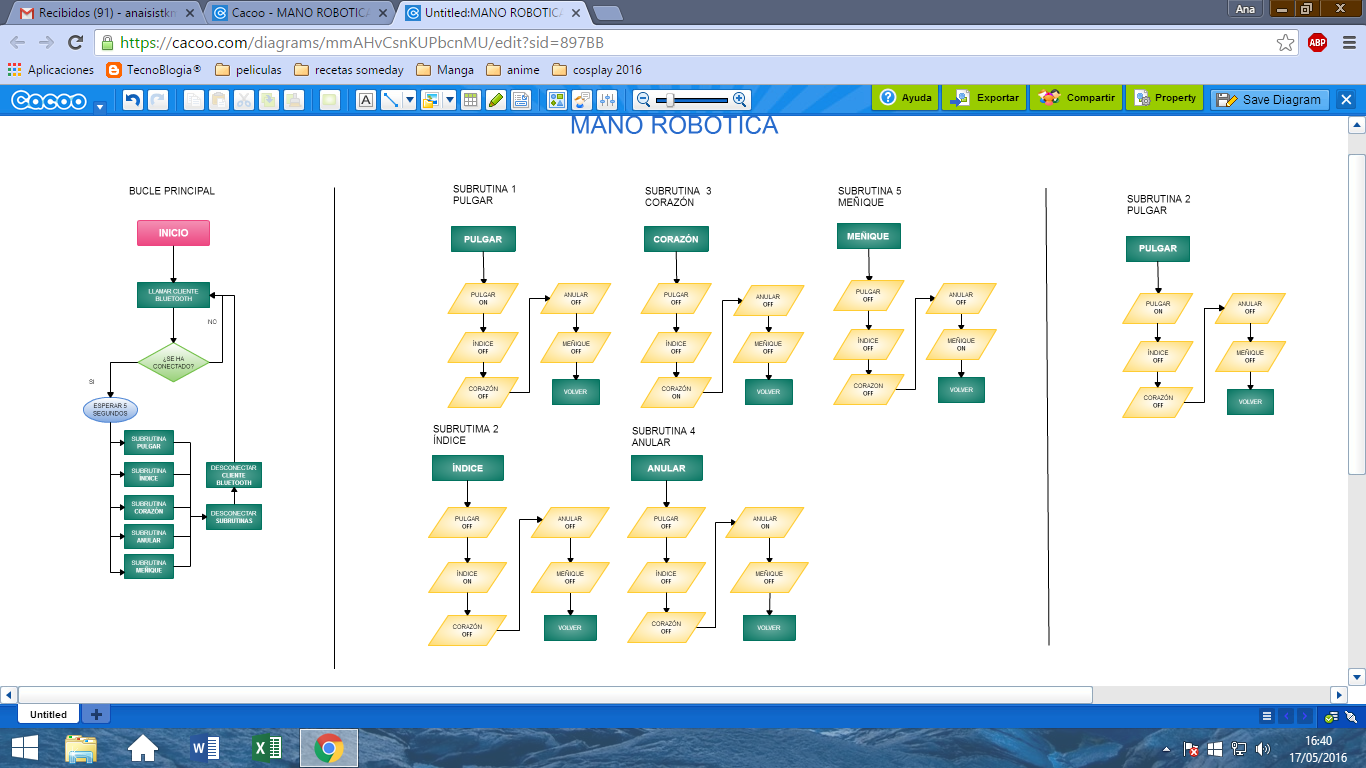 Recibidos (91) - anaisistkn
Cacoo - MANO ROBOTICA
Untitled:MANO ROBOTICA
Ana
https://cacoo.com/diagrams/mmAHvCsnKUPbcnMU/edit?sid=897BB
ABP
Aplicaciones
TecnoBlogia®
peliculas
recetas someday
Manga
anime
cosplay 2016
cacoo
A
Ayuda
Exportar
Compartir
Property
Save Diagram
MANO ROBOTICA
BUCLE PRINCIPAL
INICIO
LLAMAR CLIENTE
BLUETOOTH
NO
¿SE HA
CONECTADO?
SI
ESPERAR 5
SEGUNDOS
SUBRUTINA
PULGAR
SUBRUTINA
ÍNDICE
SUBRUTINA
CORAZÓN
SUBRUTINA
ANULAR
SUBRUTINA
MEÑIQUE
DESCONECTAR
CLIENTE
BLUETOOTH
DESCONECTAR
SUBRUTINAS
SUBRUTINA 1
PULGAR
PULGAR
PULGAR
ON
ÍNDICE
OFF
CORAZÓN
OFF
ANULAR
OFF
MEÑIQUE
OFF
VOLVER
SUBRUTINA 3
CORAZÓN
CORAZÓN
PULGAR
OFF
ÍNDICE
OFF
CORAZÓN
ON
ANULAR
OFF
MEÑIQUE
OFF
VOLVER
SUBRUTINA 5
MEÑIQUE
MEÑIQUE
PULGAR
OFF
ÍNDICE
OFF
CORAZON
OFF
ANULAR
OFF
MEÑIQUE
ON
VOLVER
SUBRUTIMA 2
ÍNDICE
ÍNDICE
PULGAR
OFF
ÍNDICE
ON
CORAZÓN
OFF
ANULAR
OFF
MEÑIQUE
OFF
VOLVER
SUBRUTINA 4
ANULAR
ANULAR
PULGAR
OFF
ÍNDICE
OFF
CORAZÓN
OFF
ANULAR
ON
MEÑIQUE
OFF
VOLVER
SUBRUTINA 2
PULGAR
PULGAR
PULGAR
ON
ÍNDICE
OFF
CORAZÓN
OFF
ANULAR
OFF
MEÑIQUE
OFF
VOLVER
Untitled
16:40
17/05/2016